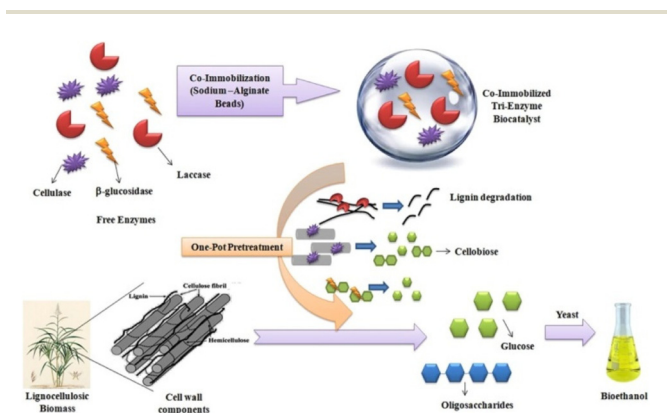 Co-Immobilization
(Sodium–Alginate
Beads)
Co-Immobilized
Tri-Enzyme
Biocatalyst
Cellulase
β-glucosidase
Laccase
Free Enzymes
Lignin degradation
One-Pot Pretreatment
Cellobiose
Lignin
Cellulose fibril
Hemicellulose
Yeast
Glucose
Lignocellulosic
Biomass
Cell wall
components
Oligosaccharides
Bioethanol